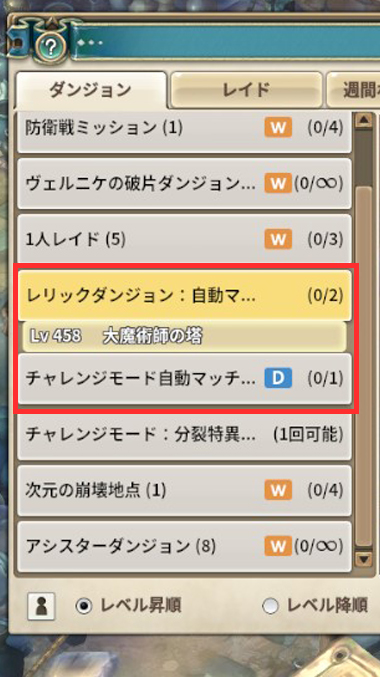 ?
ダンジョン
レイド
週間
防衛戦ミッション (1) W (0/4)
ヴェルニケの破片ダンジョン... W (0/∞)
1人レイド (5) W (0/3)
レリックダンジョン：自動マ... (0/2)
Lv 458 大魔術師の塔
チャレンジモード自動マッチ... D (0/1)
チャレンジモード：分裂特異... (1回可能)
次元の崩壊地点 (1) W (0/4)
アシスターダンジョン (8) W (0/∞)
レベル昇順
レベル降順